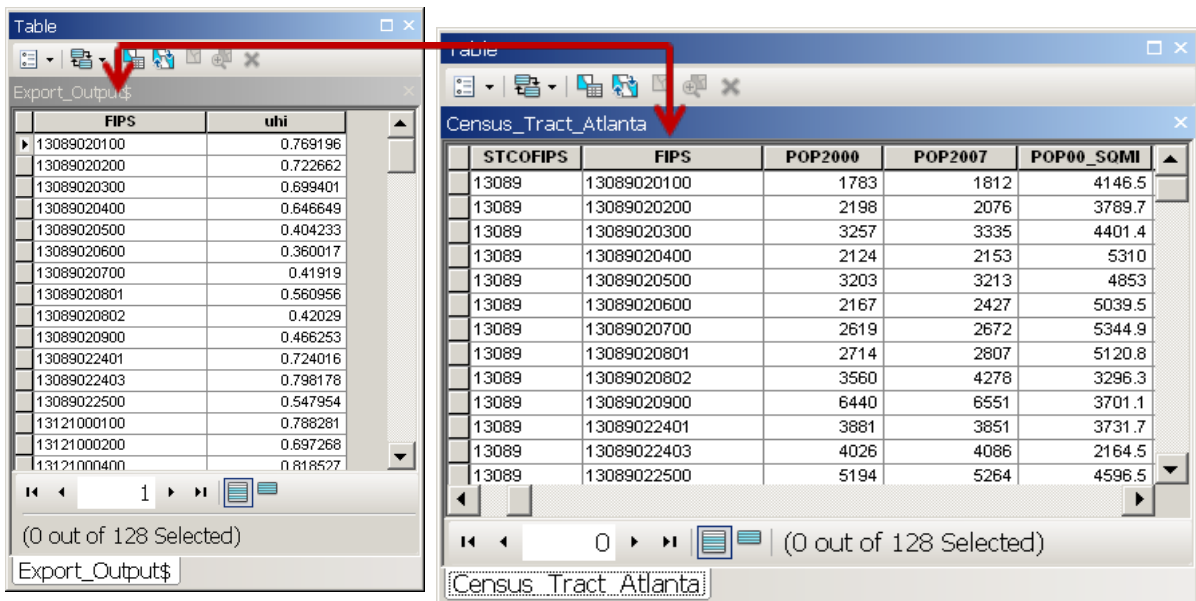 Table
Export_Output$
FIPS uhi
13089020100 0.769196
13089020200 0.722662
13089020300 0.699401
13089020400 0.646649
13089020500 0.404233
13089020600 0.360017
13089020700 0.41919
13089020801 0.560956
13089020802 0.42029
13089020900 0.466253
13089022401 0.724016
13089022403 0.798178
13089022500 0.547954
13121000100 0.788281
13121000200 0.697268
13121000400 0.818527
1
(0 out of 128 Selected)
Export_Output$
Table
Census_Tract_Atlanta
STCOFIPS FIPS POP2000 POP2007 POP00_SQMI
13089 13089020100 1783 1812 4146.5
13089 13089020200 2198 2076 3789.7
13089 13089020300 3257 3335 4401.4
13089 13089020400 2124 2153 5310
13089 13089020500 3203 3213 4853
13089 13089020600 2167 2427 5039.5
13089 13089020700 2619 2672 5344.9
13089 13089020801 2714 2807 5120.8
13089 13089020802 3560 4278 3296.3
13089 13089020900 6440 6551 3701.1
13089 13089022401 3881 3851 3731.7
13089 13089022403 4026 4086 2164.5
13089 13089022500 5194 5264 4596.5
0 (0 out of 128 Selected)
Census_Tract_Atlanta